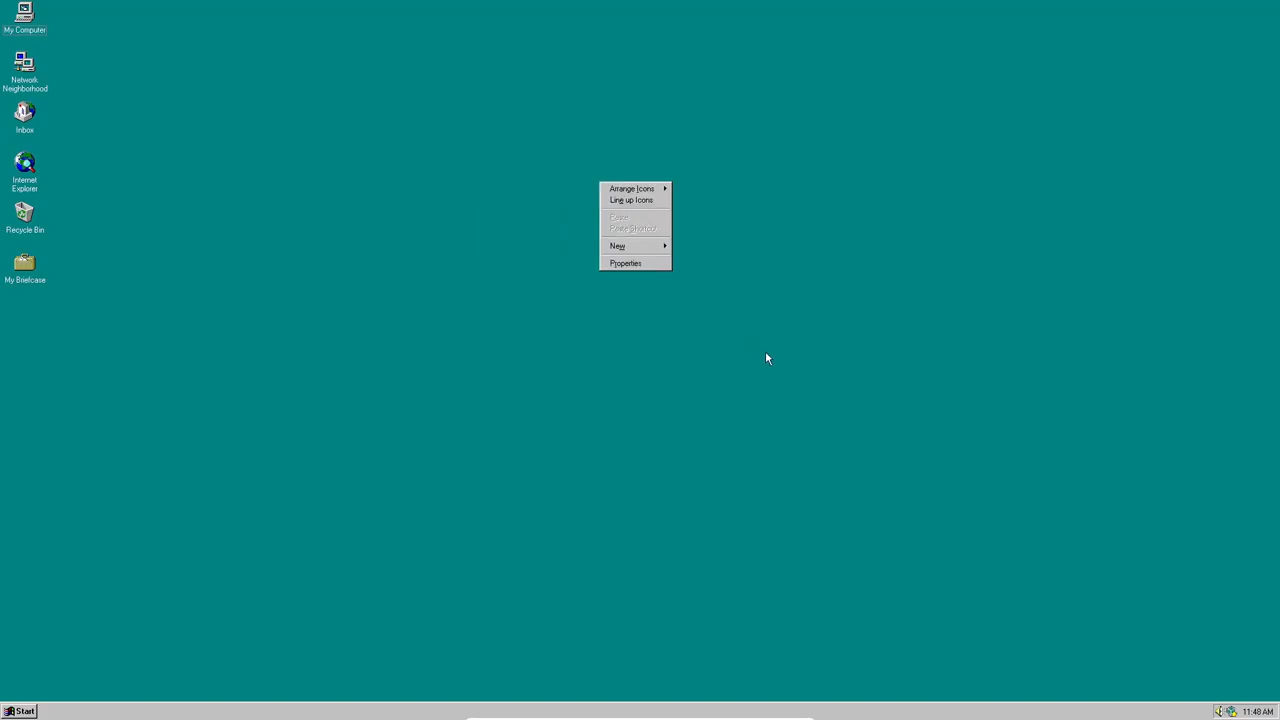 My Computer
Network
Neighborhood
Inbox
Internet
Explorer
Recycle Bin
My Briefcase
Arrange Icons
Line up Icons
Paste
Paste Shortcut
New
Properties
Start
11:48 AM